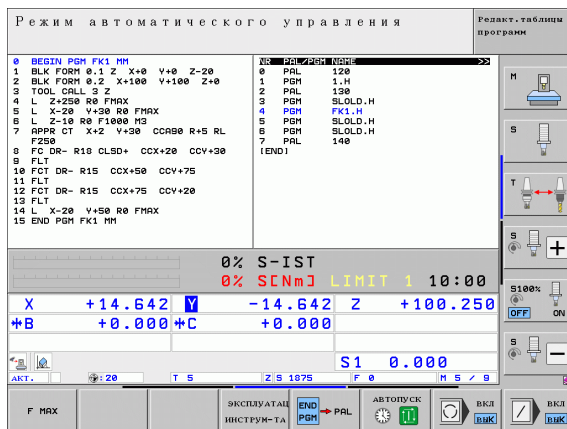 Режим автоматического управления
Редакт.таблицы
программ
0 BEGIN PGM FK1 MM
1 BLK FORM 0.1 Z X+0 Y+0 Z-20
2 BLK FORM 0.2 X+100 Y+100 Z+0
3 TOOL CALL 3 Z
4 L Z+250 R0 FMAX
5 L X-20 Y+30 R0 FMAX
6 L Z-10 R0 F1000 M3
7 APPR CT X+2 Y+30 CCA90 R+5 RL
F250
8 FC DR- R18 CLSD+ CCX+20 CCY+30
9 FLT
10 FCT DR- R15 CCX+50 CCY+75
11 FLT
12 FCT DR- R15 CCX+75 CCY+20
13 FLT
14 L X-20 Y+50 R0 FMAX
15 END PGM FK1 MM
NR PAL/PGM NAME >>
0 PAL 120
1 PGM 1.H
2 PAL 130
3 PGM SLOLD.H
4 PGM FK1.H
5 PGM SLOLD.H
6 PGM SLOLD.H
7 PAL 140
[END]
M
S
T
S
S100%
OFF ON
S
0% S-IST
0% S[Nm] LIMIT 1 10:00
X +14.642 Y -14.642 Z +100.250
+B +0.000 +C +0.000
S1 0.000
АКТ. : 20 T 5 Z S 1875 F 0 M 5 / 9
F MAX
ЭКСПЛУАТАЦ
ИНСТРУМ-ТА
END
PGM
PAL
АВТОПУСК
ВКЛ
ВЫК
ВКЛ
ВЫК